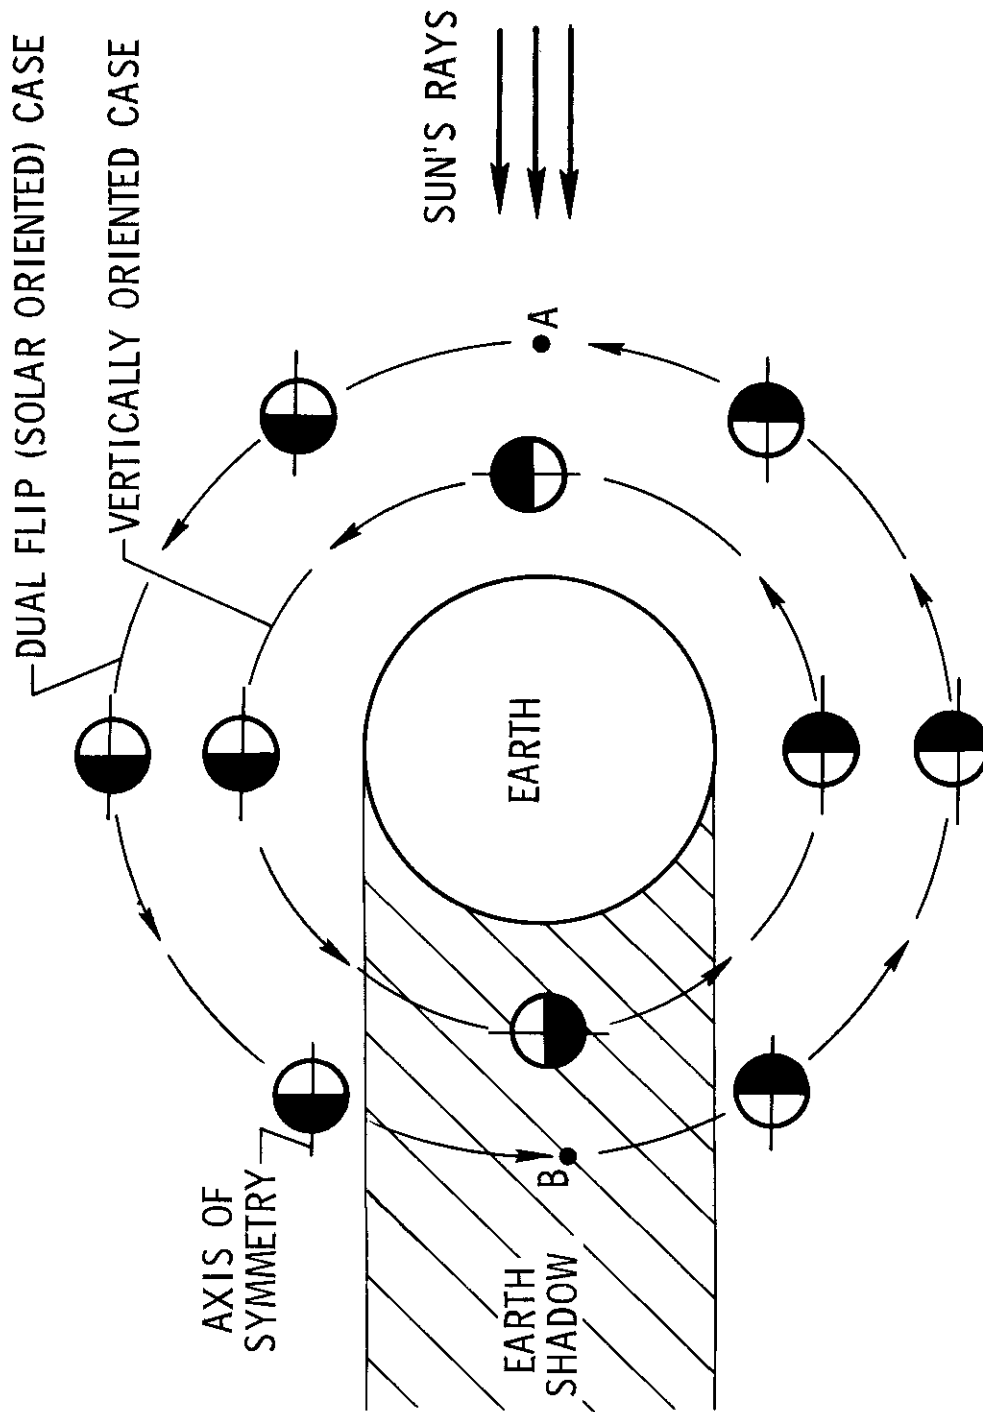 DUAL FLIP (SOLAR ORIENTED) CASE
VERTICALLY ORIENTED CASE
SUN'S RAYS
A
EARTH
B
AXIS OF
SYMMETRY
EARTH
SHADOW